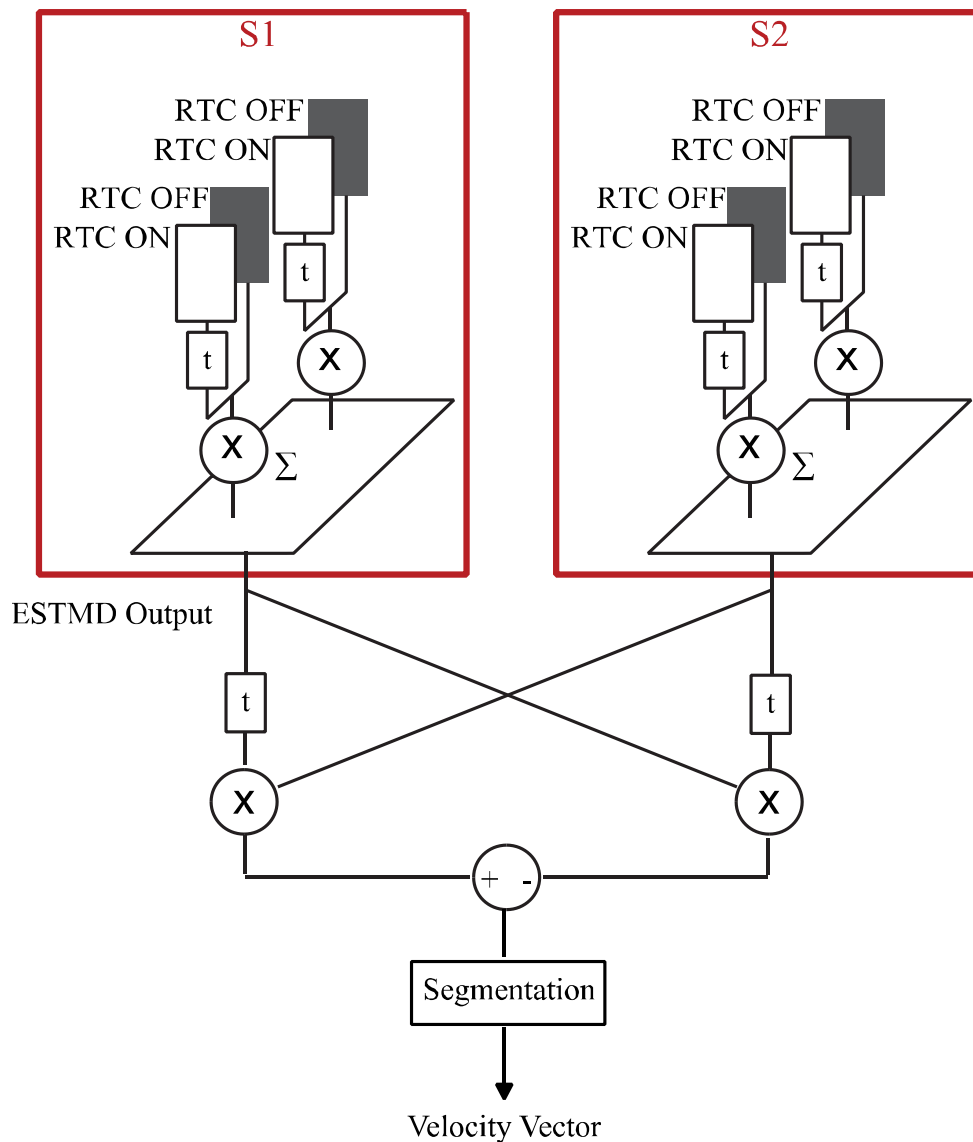 S1
S2
RTC OFF
RTC ON
RTC OFF
RTC ON
t
t
X
X
Σ
RTC OFF
RTC ON
RTC OFF
RTC ON
t
t
X
X
Σ
ESTMD Output
t
t
X
X
+ -
Segmentation
Velocity Vector